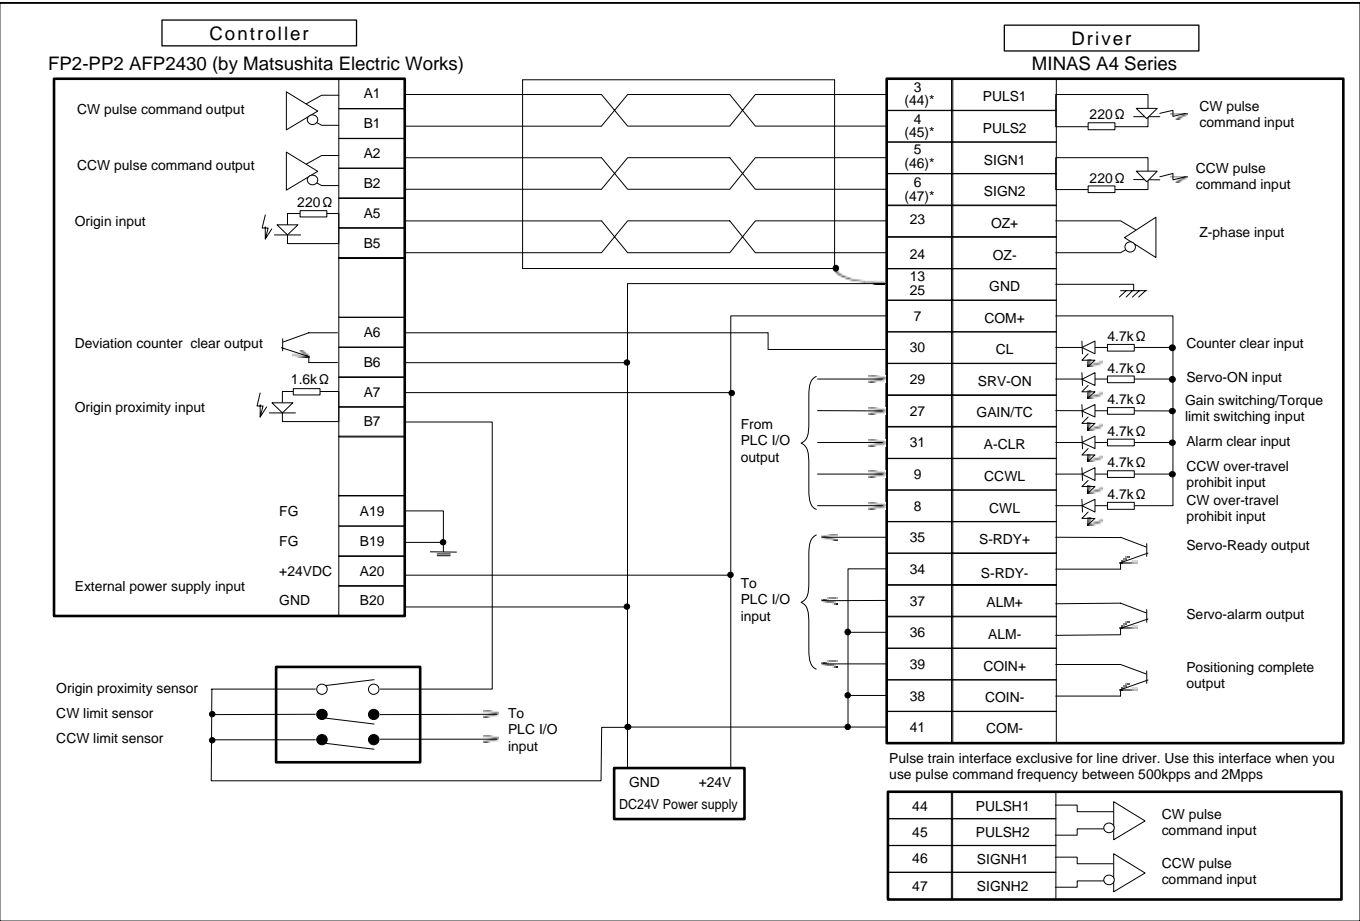 Controller
FP2-PP2 AFP2430 (by Matsushita Electric Works)
CW pulse command output
A1
B1
CCW pulse command output
A2
B2
220Ω
Origin input
A5
B5
Deviation counter clear output
A6
B6
1.6kΩ
Origin proximity input
A7
B7
FG
A19
FG
B19
External power supply input
+24VDC
A20
GND
B20
Origin proximity sensor
CW limit sensor
CCW limit sensor
To
PLC I/O
input
GND
+24V
DC24V Power supply
From
PLC I/O
output
To
PLC I/O
input
Driver
MINAS A4 Series
3
(44)*
PULS1
4
(45)*
PULS2
220Ω
CW pulse
command input
5
(46)*
SIGN1
6
(47)*
SIGN2
220Ω
CCW pulse
command input
23
OZ+
24
OZ-
Z-phase input
13
25
GND
7
COM+
30
CL
4.7kΩ
Counter clear input
29
SRV-ON
4.7kΩ
Servo-ON input
27
GAIN/TC
4.7kΩ
Gain switching/Torque
limit switching input
31
A-CLR
4.7kΩ
Alarm clear input
9
CCWL
4.7kΩ
CCW over-travel
prohibit input
8
CWL
4.7kΩ
CW over-travel
prohibit input
35
S-RDY+
34
S-RDY-
Servo-Ready output
37
ALM+
36
ALM-
Servo-alarm output
39
COIN+
38
COIN-
Positioning complete
output
41
COM-
Pulse train interface exclusive for line driver. Use this interface when you
use pulse command frequency between 500kpps and 2Mpps
44
PULSH1
45
PULSH2
CW pulse
command input
46
SIGNH1
47
SIGNH2
CCW pulse
command input